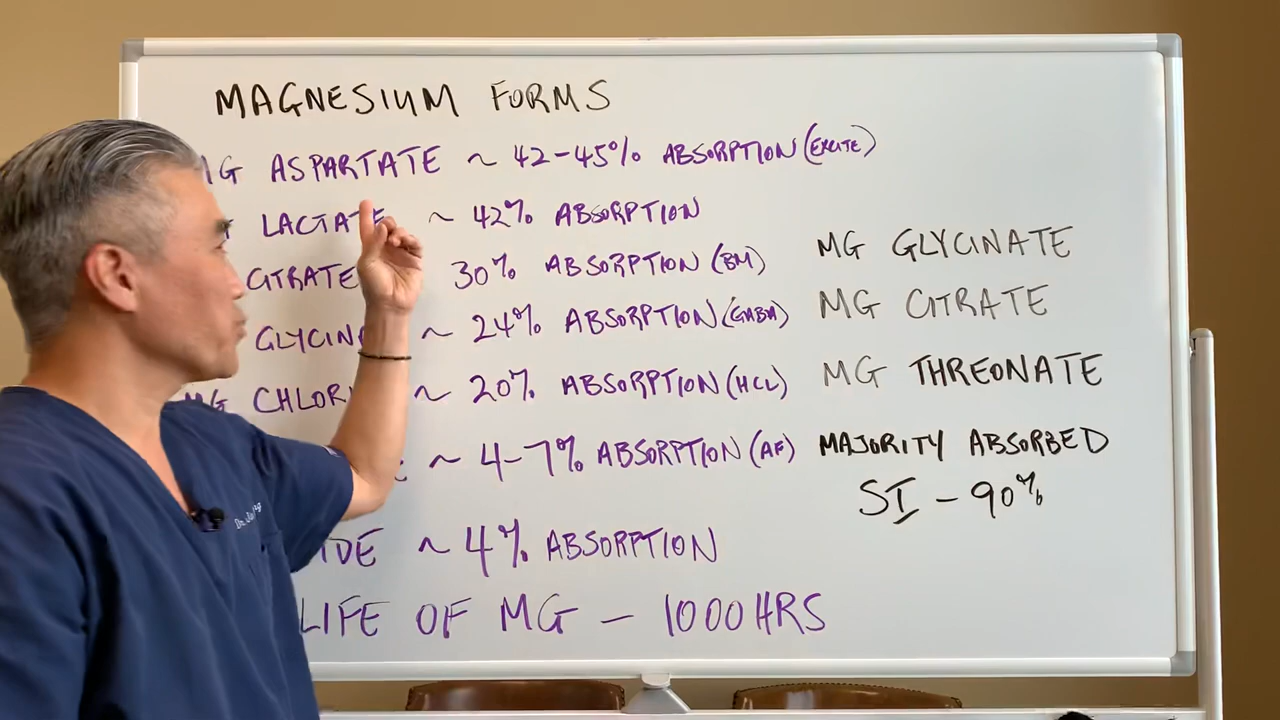 MAGNESIUM FORMS
MG ASPARTATE ~ 42-45% ABSORPTION (EXCITE)
LACTATE ~ 42% ABSORPTION
CITRATE 30% ABSORPTION (BM)
GLYCIN ~ 24% ABSORPTION (GABA)
MG CHLOR ~ 20% ABSORPTION (HCL)
~ 4-7% ABSORPTION (AF)
~ 4% ABSORPTION
LIFE OF MG - 1000 HRS
MG GLYCINATE
MG CITRATE
MG THREONATE
MAJORITY ABSORBED
SI - 90%